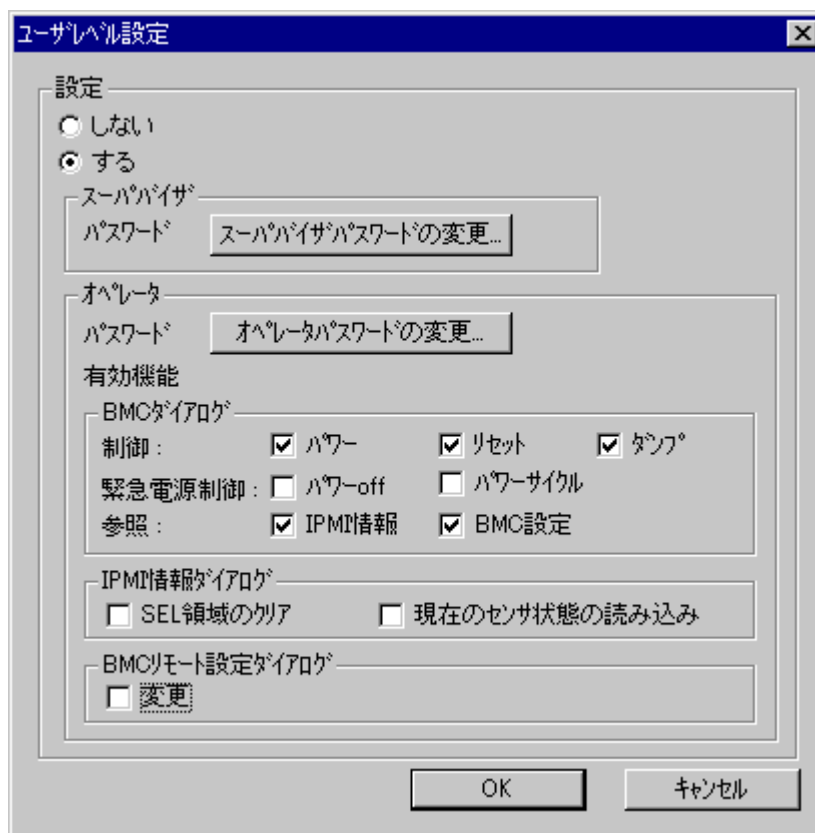 ﾕｰｻﾞﾚﾍﾞﾙ設定
設定
しない
する
ｽｰﾊﾟﾊﾞｲｻﾞ
ﾊﾟｽﾜｰﾄﾞ ｽｰﾊﾟﾊﾞｲｻﾞﾊﾟｽﾜｰﾄﾞの変更...
ｵﾍﾟﾚｰﾀ
ﾊﾟｽﾜｰﾄﾞ ｵﾍﾟﾚｰﾀﾊﾟｽﾜｰﾄﾞの変更...
有効機能
BMCﾀﾞｲｱﾛｸﾞ
制御： ﾊﾟﾜｰ ﾘｾｯﾄ ﾀﾞﾝﾌﾟ
緊急電源制御： ﾊﾟﾜｰoff ﾊﾟﾜｰｻｲｸﾙ
参照： IPMI情報 BMC設定
IPMI情報ﾀﾞｲｱﾛｸﾞ
SEL領域のｸﾘｱ 現在のｾﾝｻ状態の読み込み
BMCﾘﾓｰﾄ設定ﾀﾞｲｱﾛｸﾞ
変更
OK ｷｬﾝｾﾙ